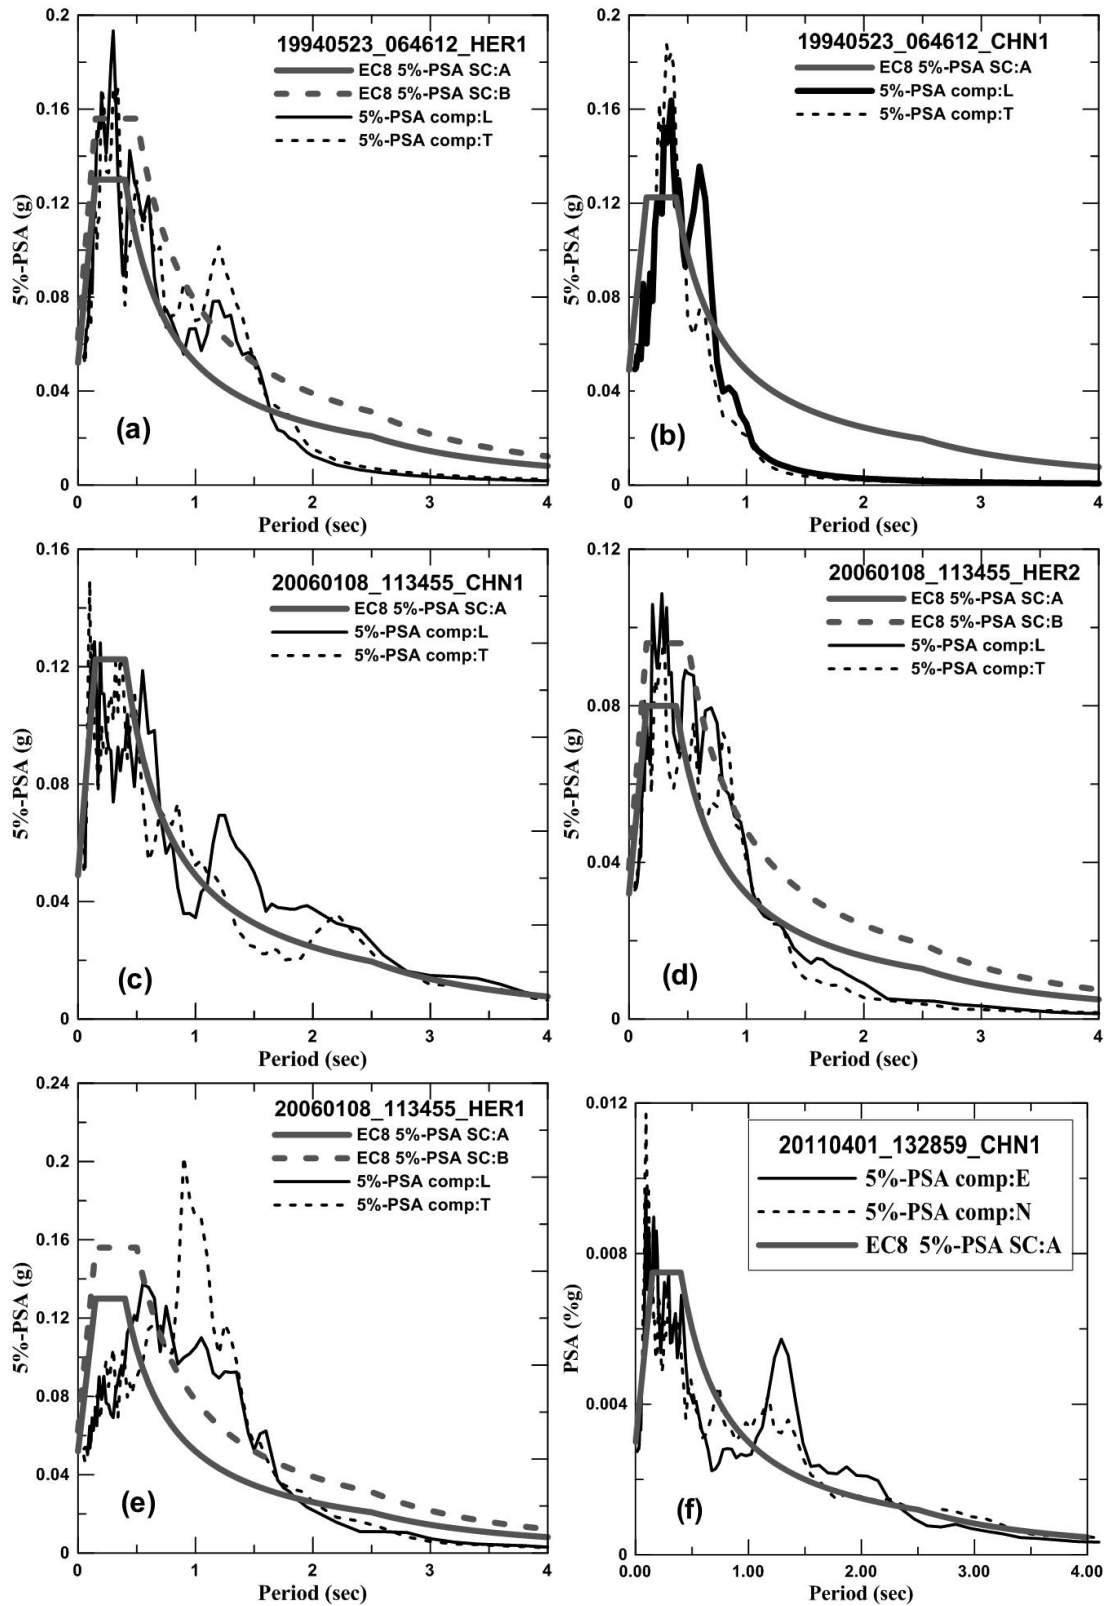 0.2
0.16
0.12
0.08
0.04
0
5%-PSA (g)
19940523_064612_HER1
EC8 5%-PSA SC:A
EC8 5%-PSA SC:B
5%-PSA comp:L
5%-PSA comp:T
(a)
0 1 2 3 4
Period (sec)
0.2
0.16
0.12
0.08
0.04
0
5%-PSA (g)
19940523_064612_CHN1
EC8 5%-PSA SC:A
5%-PSA comp:L
5%-PSA comp:T
(b)
0 1 2 3 4
Period (sec)
0.16
0.12
0.08
0.04
0
5%-PSA (g)
20060108_113455_CHN1
EC8 5%-PSA SC:A
5%-PSA comp:L
5%-PSA comp:T
(c)
0 1 2 3 4
Period (sec)
0.12
0.08
0.04
0
5%-PSA (g)
20060108_113455_HER2
EC8 5%-PSA SC:A
EC8 5%-PSA SC:B
5%-PSA comp:L
5%-PSA comp:T
(d)
0 1 2 3 4
Period (sec)
0.24
0.2
0.16
0.12
0.08
0.04
0
5%-PSA (g)
20060108_113455_HER1
EC8 5%-PSA SC:A
EC8 5%-PSA SC:B
5%-PSA comp:L
5%-PSA comp:T
(e)
0 1 2 3 4
Period (sec)
0.012
0.008
0.004
0
PSA (%g)
20110401_132859_CHN1
5%-PSA comp:E
5%-PSA comp:N
EC8 5%-PSA SC:A
(f)
0.00 1.00 2.00 3.00 4.00
Period (sec)